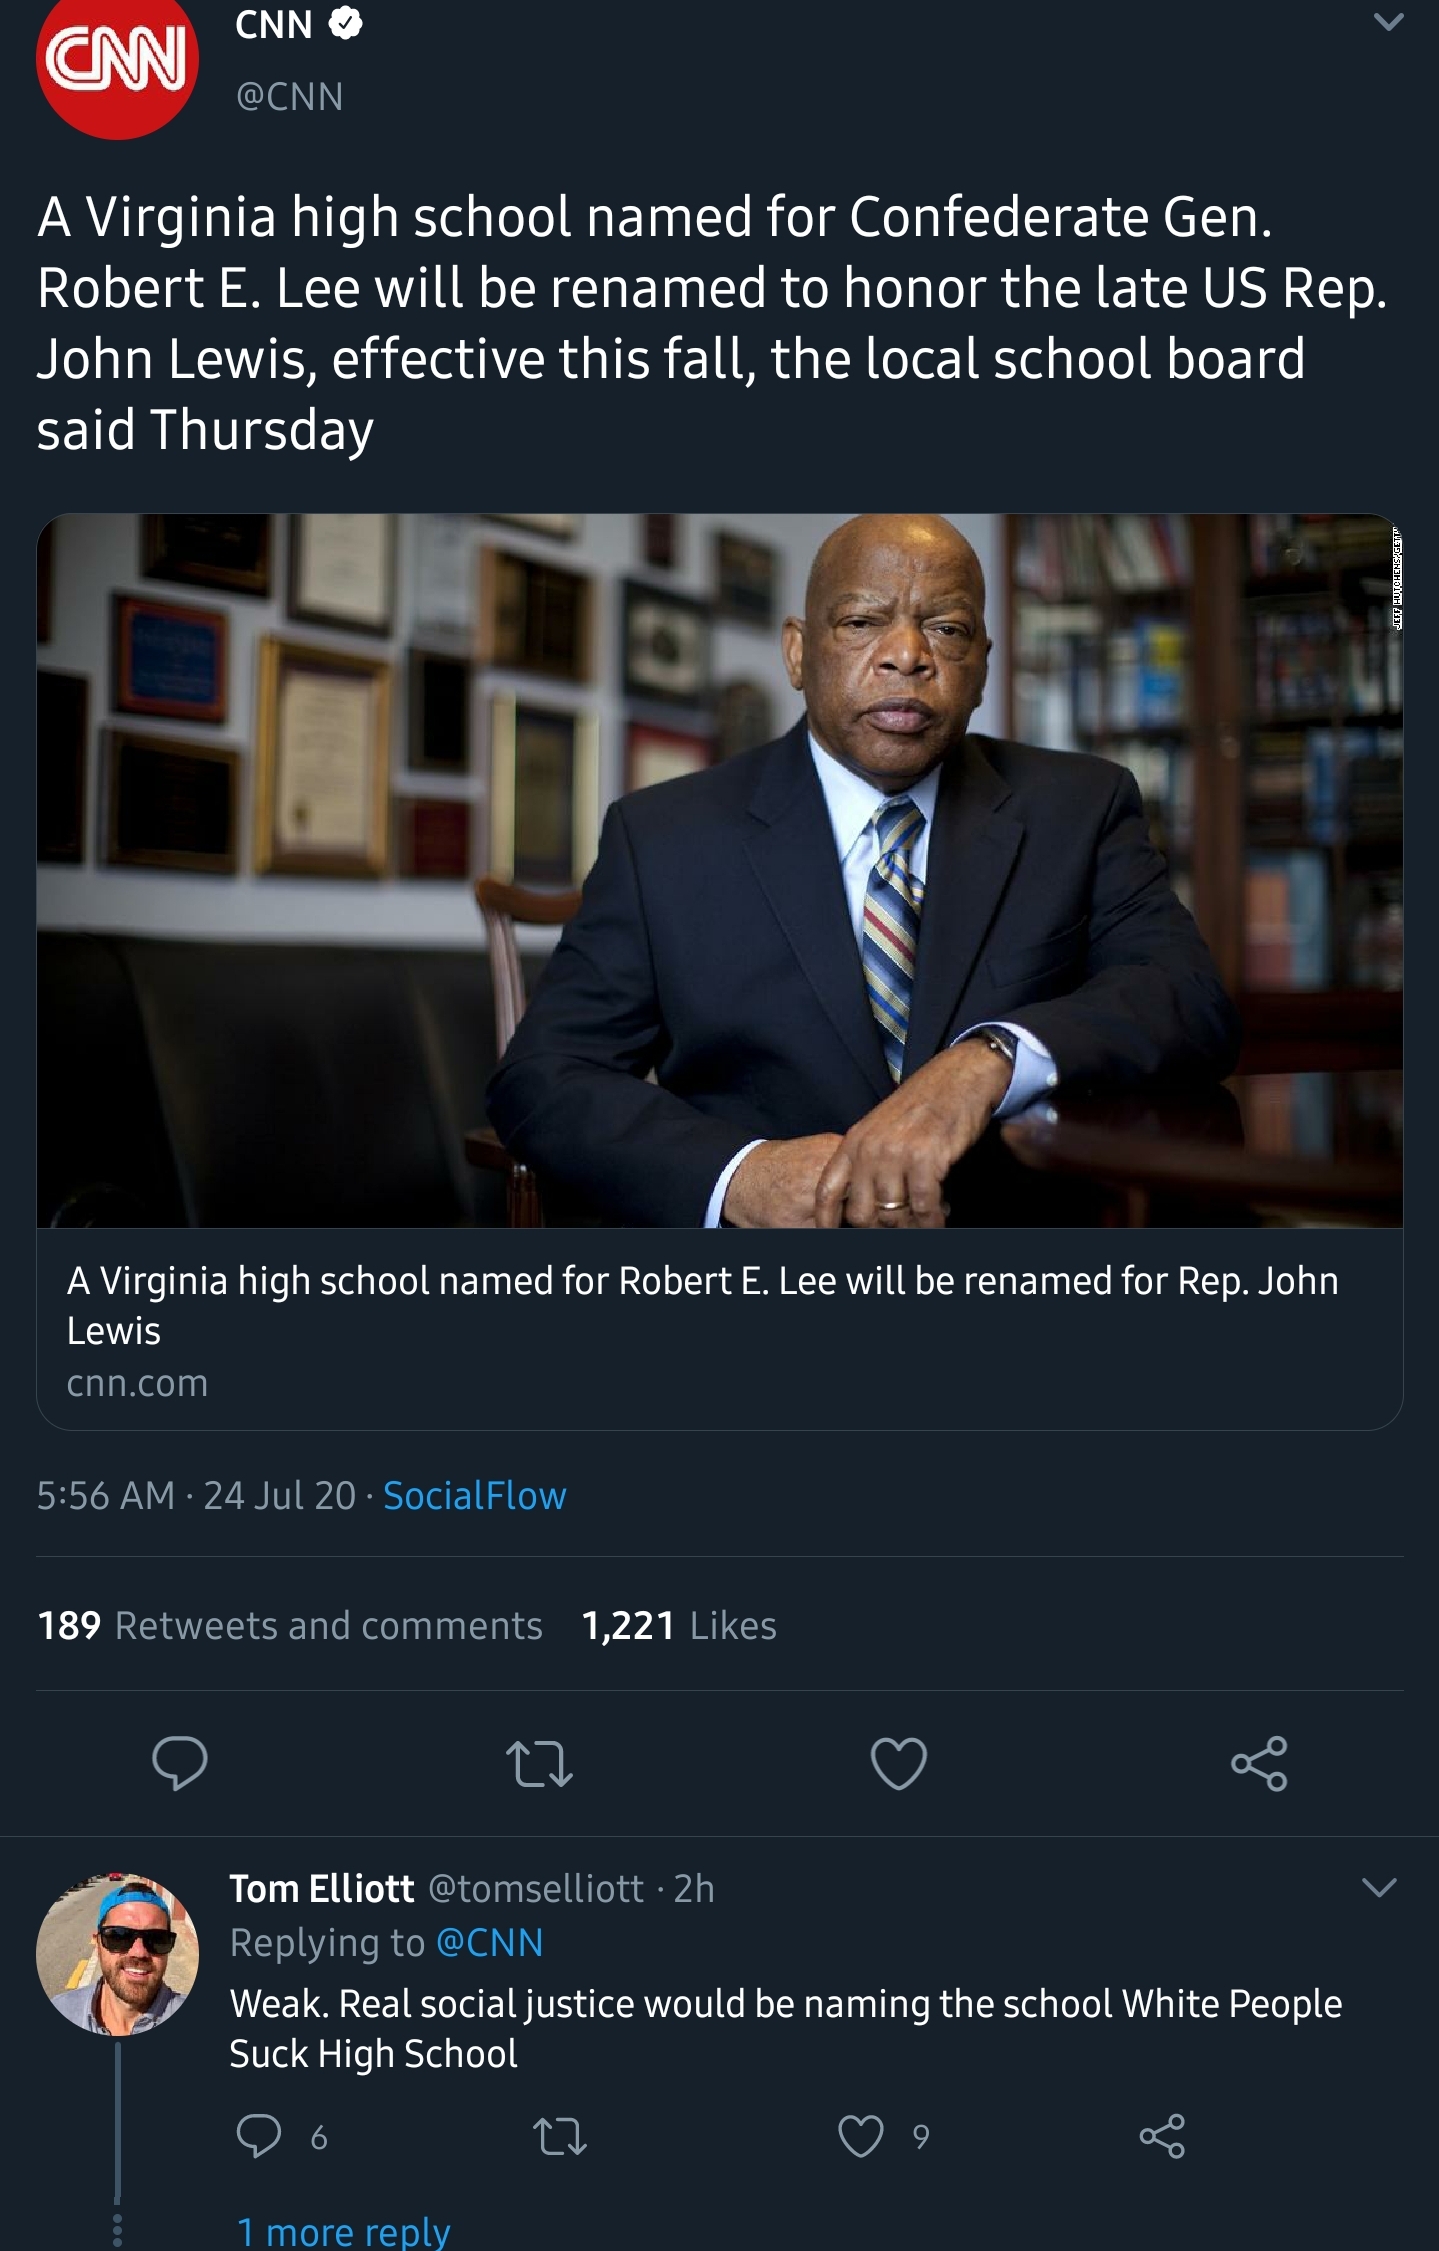 CNN
CNN
@CNN
A Virginia high school named for Confederate Gen.
Robert E. Lee will be renamed to honor the late US Rep.
John Lewis, effective this fall, the local school board
said Thursday
JEFF HUTCHENS/GETTY
A Virginia high school named for Robert E. Lee will be renamed for Rep. John
Lewis
cnn.com
5:56 AM · 24 Jul 20 · SocialFlow
189 Retweets and comments 1,221 Likes
Tom Elliott @tomselliott · 2h
Replying to @CNN
Weak. Real social justice would be naming the school White People
Suck High School
6 9
1 more reply